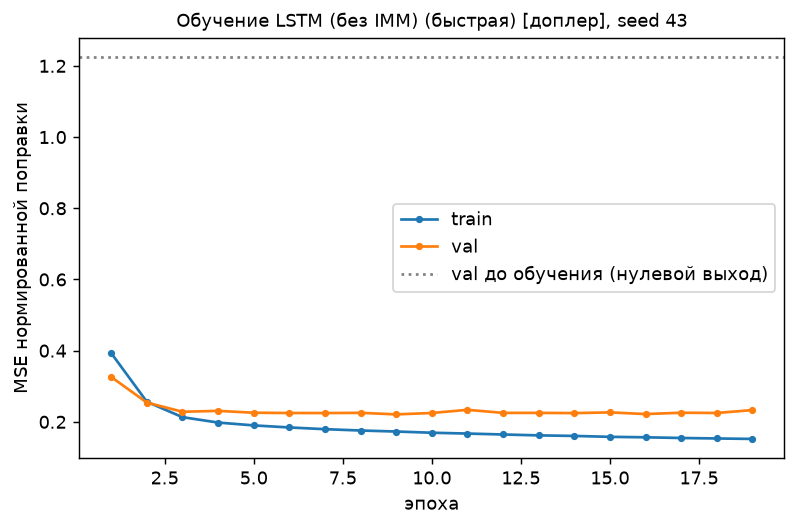 Обучение LSTM (без IMM) (быстрая) [доплер], seed 43
MSE нормированной поправки
1.2
1.0
0.8
0.6
0.4
0.2
train
val
val до обучения (нулевой выход)
2.5 5.0 7.5 10.0 12.5 15.0 17.5
эпоха